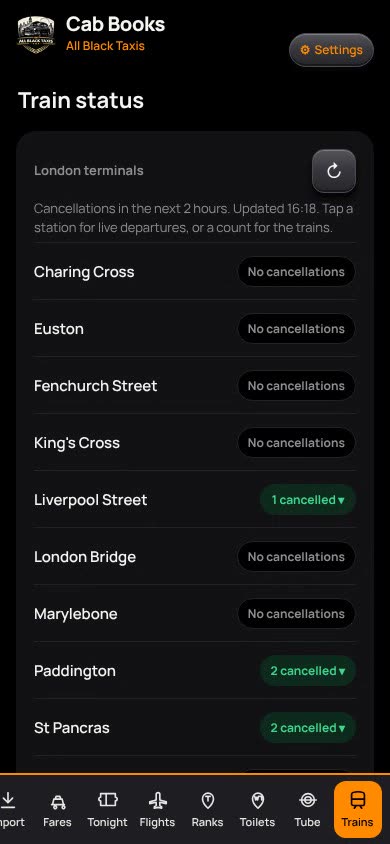 ALL BLACK TAXIS
Cab Books
All Black Taxis
⚙ Settings
Train status
London terminals
Cancellations in the next 2 hours. Updated 16:18. Tap a
station for live departures, or a count for the trains.
Charing Cross
No cancellations
Euston
No cancellations
Fenchurch Street
No cancellations
King's Cross
No cancellations
Liverpool Street
1 cancelled ▾
London Bridge
No cancellations
Marylebone
No cancellations
Paddington
2 cancelled ▾
St Pancras
2 cancelled ▾
nport
Fares
Tonight
Flights
Ranks
Toilets
Tube
Trains